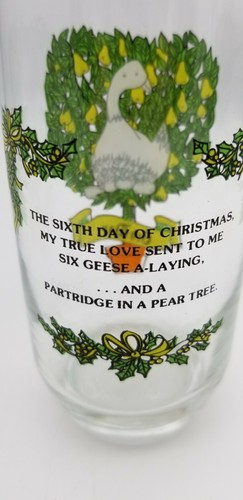 THE SIXTH DAY OF CHRISTMAS,
MY TRUE LOVE SENT TO ME
SIX GEESE A-LAYING,
. . . AND A
PARTRIDGE IN A PEAR TREE.